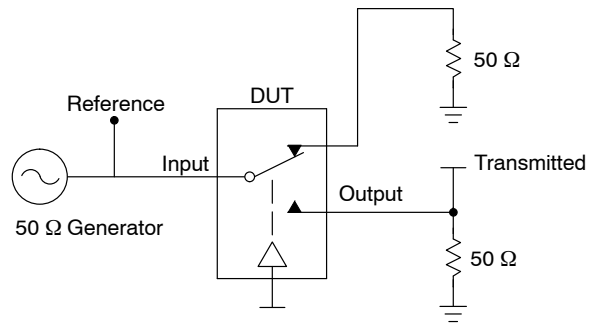 50 Ω
DUT
Reference
Input
Transmitted
Output
50 Ω Generator
50 Ω